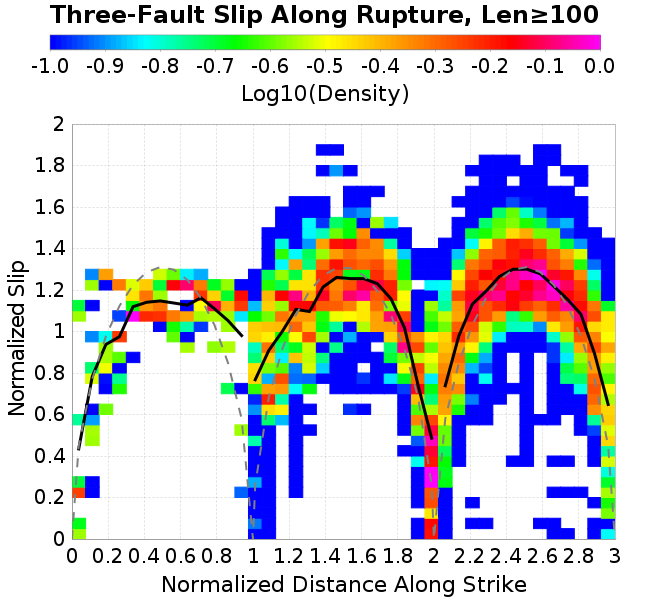 Three-Fault Slip Along Rupture, Len≥100
-1.0 -0.9 -0.8 -0.7 -0.6 -0.5 -0.4 -0.3 -0.2 -0.1 0.0
Log10(Density)
Normalized Slip
2
1.8
1.6
1.4
1.2
1
0.8
0.6
0.4
0.2
0
0 0.2 0.4 0.6 0.8 1 1.2 1.4 1.6 1.8 2 2.2 2.4 2.6 2.8 3
Normalized Distance Along Strike